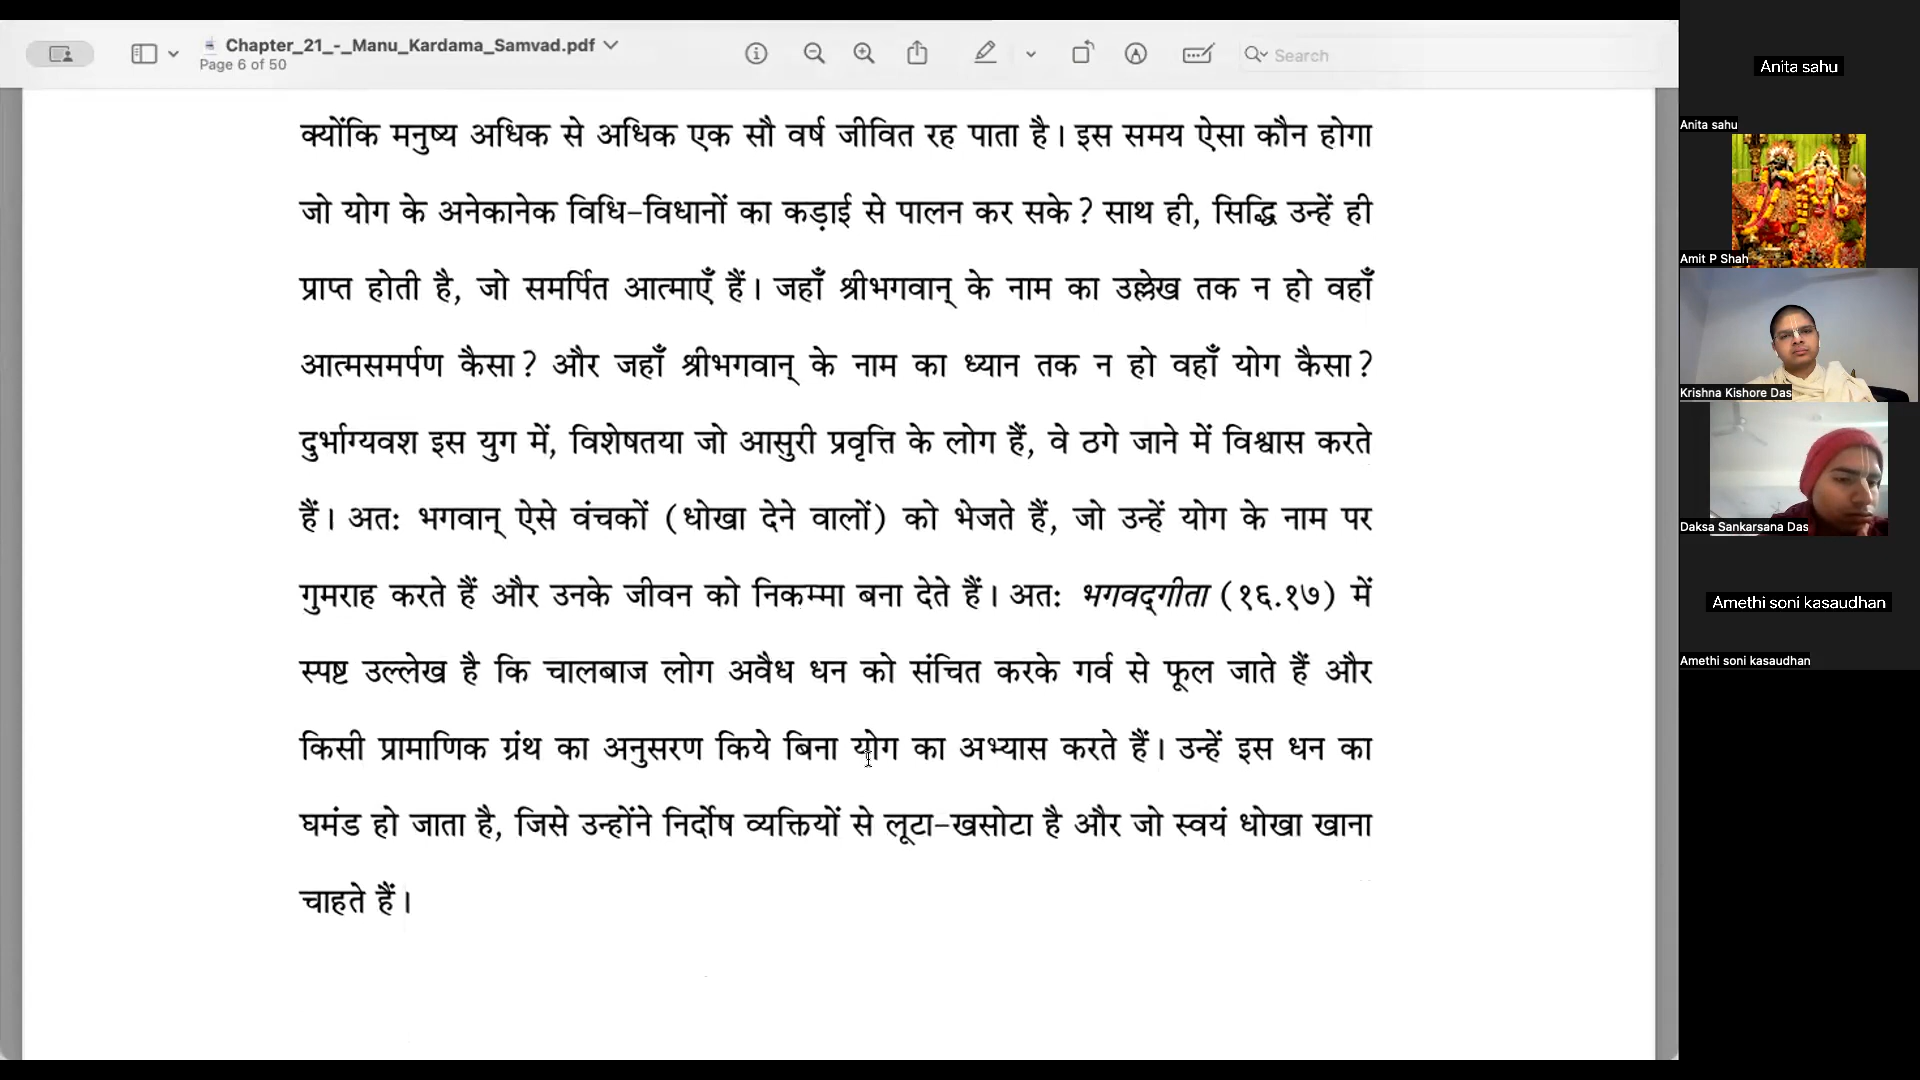 Chapter_21_-_Manu_Kardama_Samvad.pdf
Page 6 of 50
Search
क्योंकि मनुष्य अधिक से अधिक एक सौ वर्ष जीवित रह पाता है। इस समय ऐसा कौन होगा
जो योग के अनेकानेक विधि-विधानों का कड़ाई से पालन कर सके? साथ ही, सिद्धि उन्हें ही
प्राप्त होती है, जो समर्पित आत्माएँ हैं। जहाँ श्रीभगवान् के नाम का उल्लेख तक न हो वहाँ
आत्मसमर्पण कैसा? और जहाँ श्रीभगवान् के नाम का ध्यान तक न हो वहाँ योग कैसा?
दुर्भाग्यवश इस युग में, विशेषतया जो आसुरी प्रवृत्ति के लोग हैं, वे ठगे जाने में विश्वास करते
हैं। अतः भगवान् ऐसे वंचकों (धोखा देने वालों) को भेजते हैं, जो उन्हें योग के नाम पर
गुमराह करते हैं और उनके जीवन को निकम्मा बना देते हैं। अतः भगवद्‌गीता (१६.१७) में
स्पष्ट उल्लेख है कि चालबाज लोग अवैध धन को संचित करके गर्व से फूल जाते हैं और
किसी प्रामाणिक ग्रंथ का अनुसरण किये बिना योग का अभ्यास करते हैं। उन्हें इस धन का
घमंड हो जाता है, जिसे उन्होंने निर्दोष व्यक्तियों से लूटा-खसोटा है और जो स्वयं धोखा खाना
चाहते हैं।
Anita sahu
Anita sahu
Amit P Shah
Krishna Kishore Das
Daksa Sankarsana Das
Amethi soni kasaudhan
Amethi soni kasaudhan